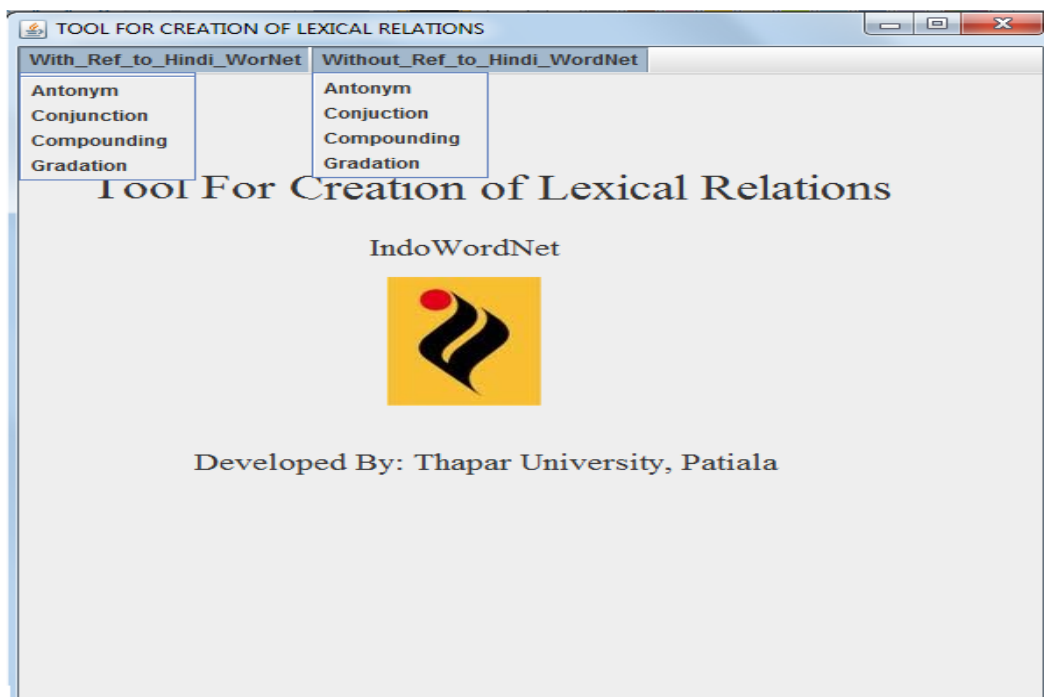 TOOL FOR CREATION OF LEXICAL RELATIONS
With_Ref_to_Hindi_WorNet Without_Ref_to_Hindi_WordNet
Antonym
Conjunction
Compounding
Gradation
Antonym
Conjuction
Compounding
Gradation
Tool For Creation of Lexical Relations
IndoWordNet
Developed By: Thapar University, Patiala